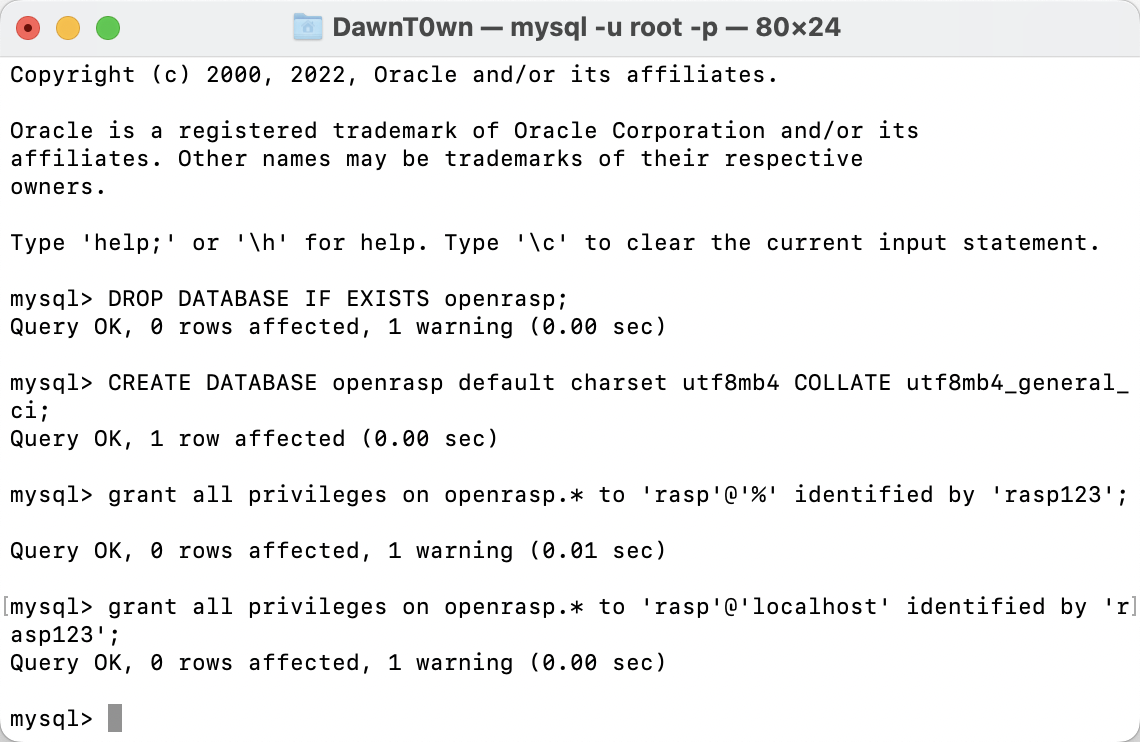 DawnT0wn — mysql -u root -p — 80×24
Copyright (c) 2000, 2022, Oracle and/or its affiliates.
Oracle is a registered trademark of Oracle Corporation and/or its
affiliates. Other names may be trademarks of their respective
owners.
Type 'help;' or '\h' for help. Type '\c' to clear the current input statement.
mysql> DROP DATABASE IF EXISTS openrasp;
Query OK, 0 rows affected, 1 warning (0.00 sec)
mysql> CREATE DATABASE openrasp default charset utf8mb4 COLLATE utf8mb4_general_
ci;
Query OK, 1 row affected (0.00 sec)
mysql> grant all privileges on openrasp.* to 'rasp'@'%' identified by 'rasp123';
Query OK, 0 rows affected, 1 warning (0.01 sec)
[mysql> grant all privileges on openrasp.* to 'rasp'@'localhost' identified by 'r]
asp123';
Query OK, 0 rows affected, 1 warning (0.00 sec)
mysql>